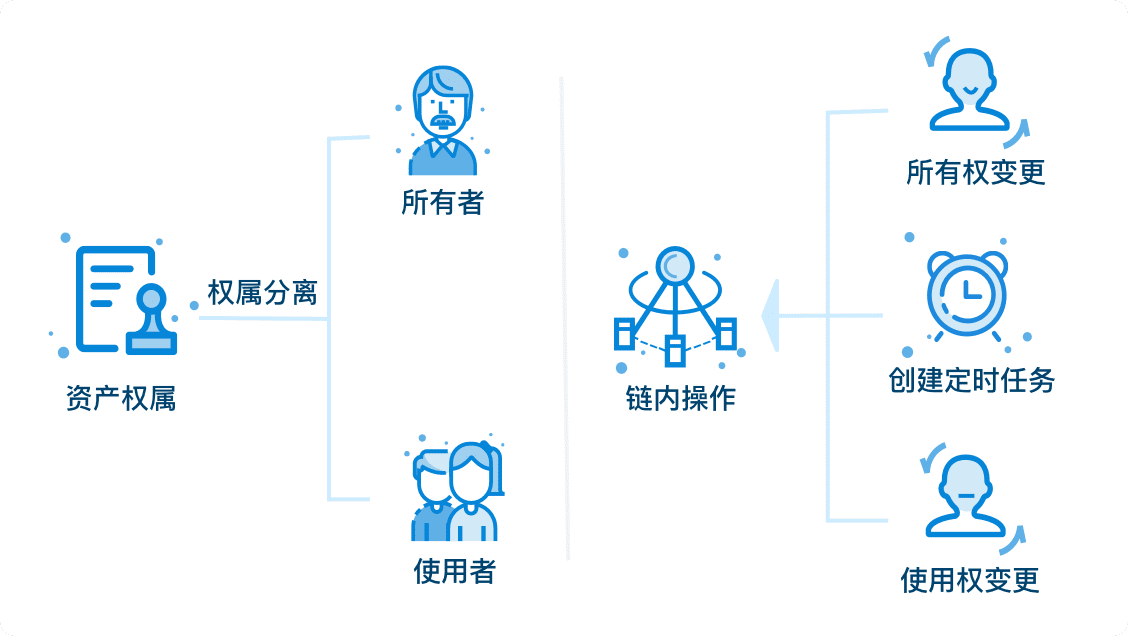 所有者
权属分离
资产权属
使用者
所有权变更
创建定时任务
链内操作
使用权变更